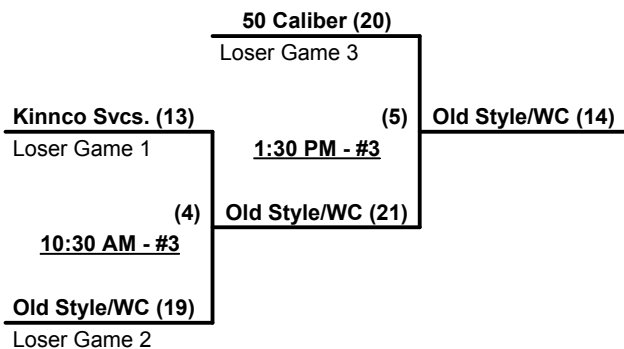 50 Caliber (20)
Loser Game 3
Kinnco Svcs. (13)
(5)
Old Style/WC (14)
Loser Game 1
1:30 PM - #3
(4)
Old Style/WC (21)
10:30 AM - #3
Old Style/WC (19)
Loser Game 2